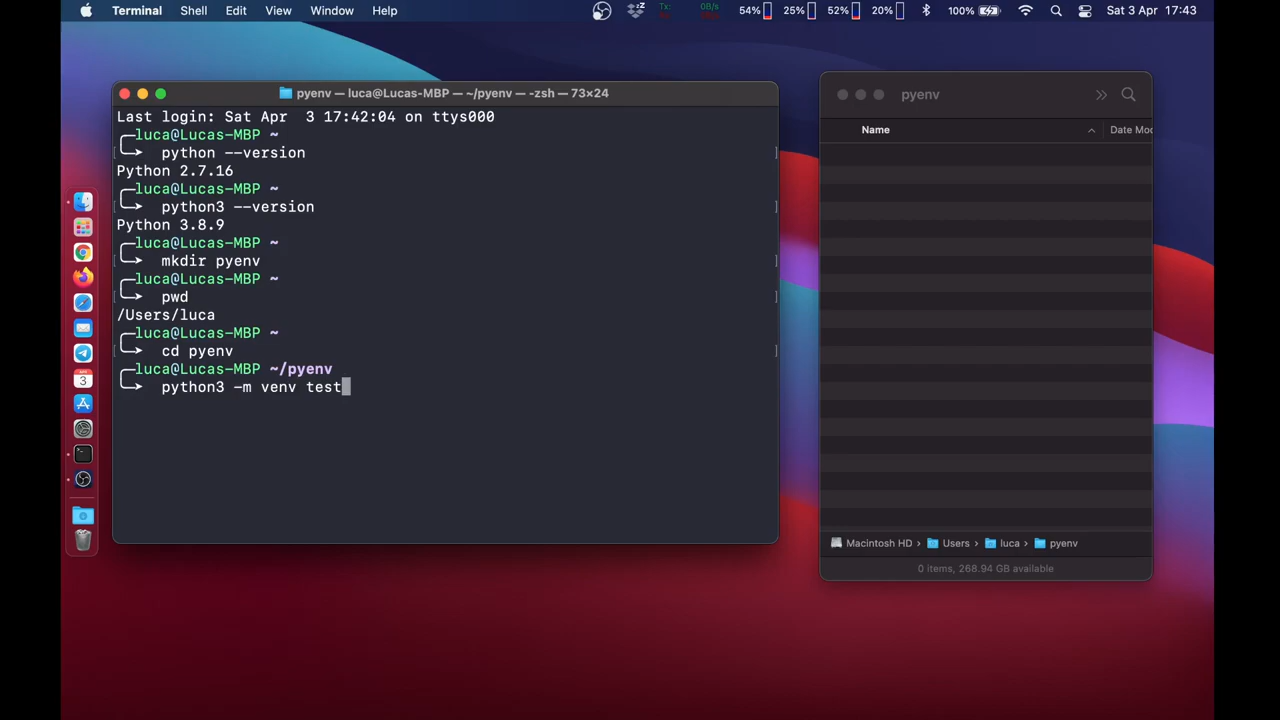 Terminal Shell Edit View Window Help 54% 25% 52% 20% 100% Sat 3 Apr 17:43
Tx: 0B/s
pyenv — luca@Lucas-MBP — ~/pyenv — -zsh — 73×24
Last login: Sat Apr  3 17:42:04 on ttys000
luca@Lucas-MBP ~
python --version
Python 2.7.16
luca@Lucas-MBP ~
python3 --version
Python 3.8.9
luca@Lucas-MBP ~
mkdir pyenv
luca@Lucas-MBP ~
pwd
/Users/luca
luca@Lucas-MBP ~
cd pyenv
luca@Lucas-MBP ~/pyenv
python3 -m venv test
pyenv
Name Date Mod
Macintosh HD › Users › luca › pyenv
0 items, 268.94 GB available
3